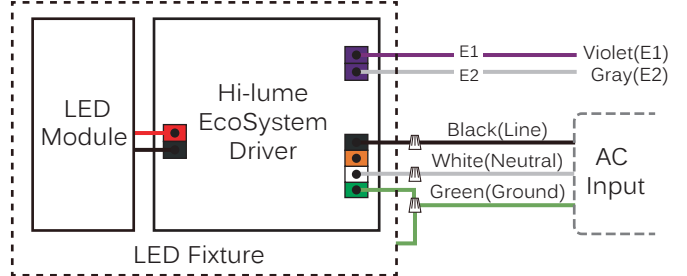 E1
Violet(E1)
E2
Gray(E2)
LED
Module
Hi-lume
EcoSystem
Driver
Black(Line)
White(Neutral)
Green(Ground)
AC
Input
LED Fixture